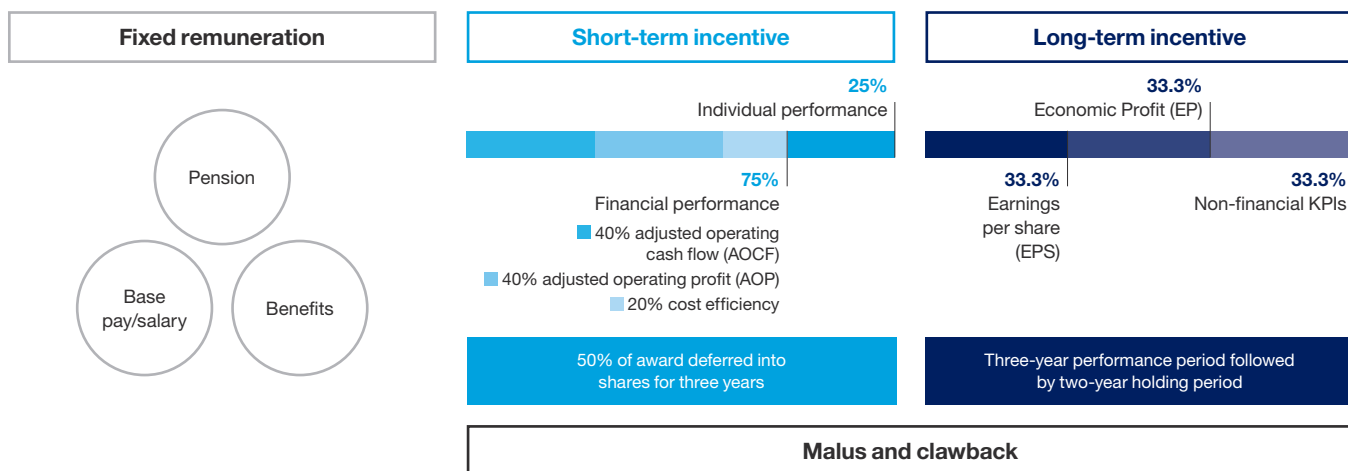 Fixed remuneration
Pension
Base
pay/salary
Benefits
Short-term incentive
25%
Individual performance
75%
Financial performance
40% adjusted operating
cash flow (AOCF)
40% adjusted operating profit (AOP)
20% cost efficiency
50% of award deferred into
shares for three years
Long-term incentive
33.3%
Economic Profit (EP)
33.3%
Earnings
per share
(EPS)
33.3%
Non-financial KPIs
Three-year performance period followed
by two-year holding period
Malus and clawback